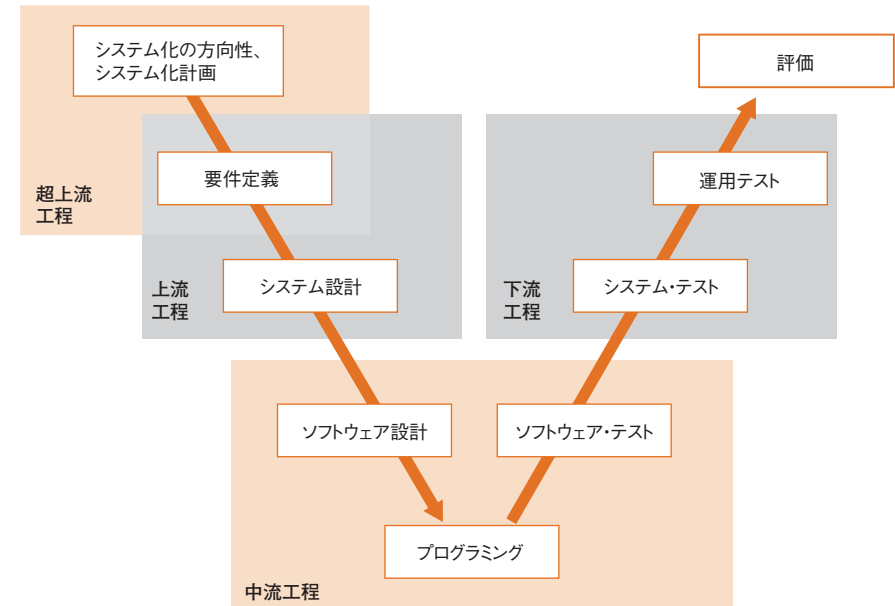 システム化の方向性、
システム化計画
評価
要件定義
運用テスト
超上流
工程
システム設計
システム・テスト
上流
工程
下流
工程
ソフトウェア設計
ソフトウェア・テスト
プログラミング
中流工程